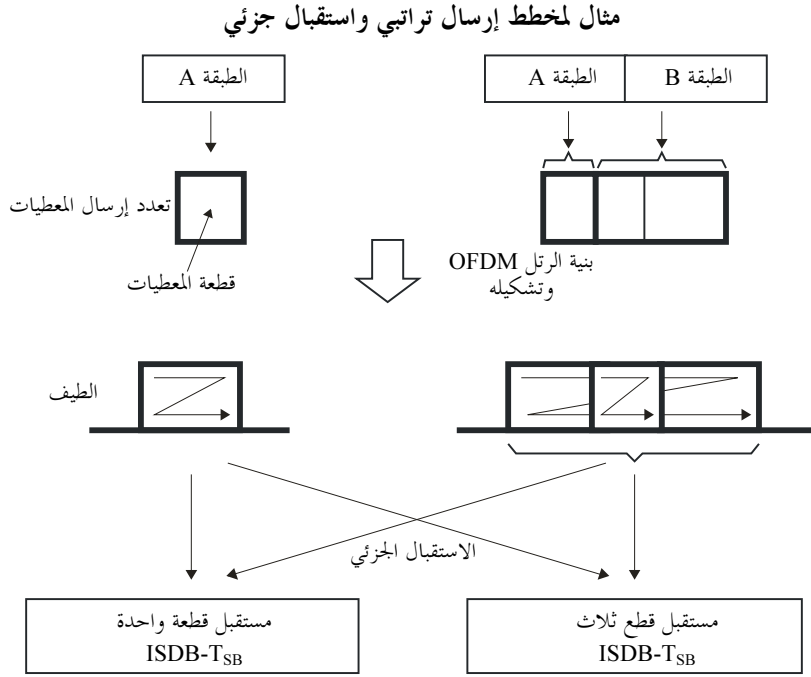 مثال لمخطط إرسال تراتبي واستقبال جزئي
الطبقة B
الطبقة A
الطبقة A
تعدد إرسال المعطيات
قطعة المعطيات
بنية الرتل OFDM
وتشكيله
الطيف
الاستقبال الجزئي
مستقبل قطع ثلاث
ISDB-TSB
مستقبل قطعة واحدة
ISDB-TSB